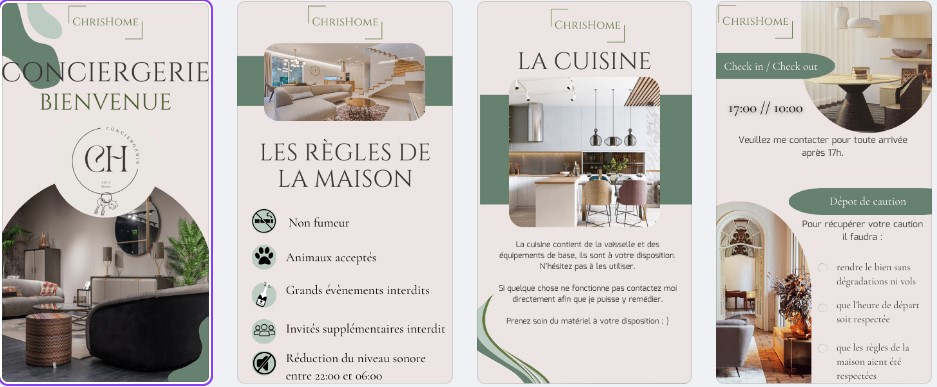 CHRISHOME
CONCIERGERIE
BIENVENUE
CONCIERGERIE
CH
CHRISHOME
LES RÈGLES DE
LA MAISON
Non fumeur
Animaux acceptés
Grands évènements interdits
Invités supplémentaires interdit
Réduction du niveau sonore
entre 22:00 et 06:00
CHRISHOME
LA CUISINE
La cuisine contient de la vaisselle et des
équipements de base, ils sont à votre disposition.
N'hésitez pas à les utiliser.
Si quelque chose ne fonctionne pas contactez moi
directement afin que je puisse y remédier.
Prenez soin du matériel à votre disposition : )
CHRISHOME
Check in / Check out
17:00 // 10:00
Veuillez me contacter pour toute arrivée
après 17h.
Dépot de caution
Pour récupérer votre caution
il faudra :
rendre le bien sans
dégradations ni vols
que l'heure de départ
soit respectée
que les règles de la
maison aient été
respectées